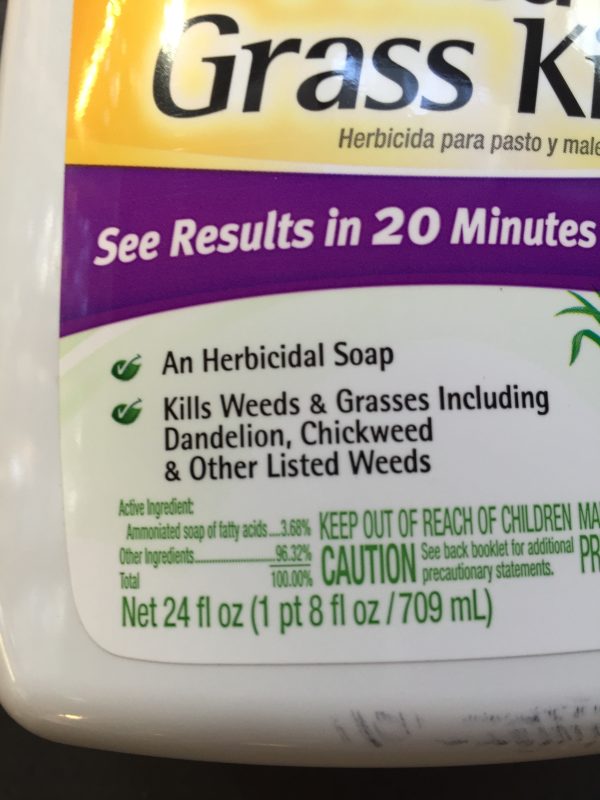 Grass
Herbicida para pasto y
See Results in 20 Minutes
An Herbicidal Soap
Kills Weeds & Grasses Including
Dandelion, Chickweed
& Other Listed Weeds
Active Ingredient:
Ammoniated soap of fatty acids....3.68%
Other Ingredients...................96.32%
Total 100.00%
KEEP OUT OF REACH OF CHILDREN
CAUTION See back booklet for additional
precautionary statements.
Net 24 fl oz (1 pt 8 fl oz / 709 mL)